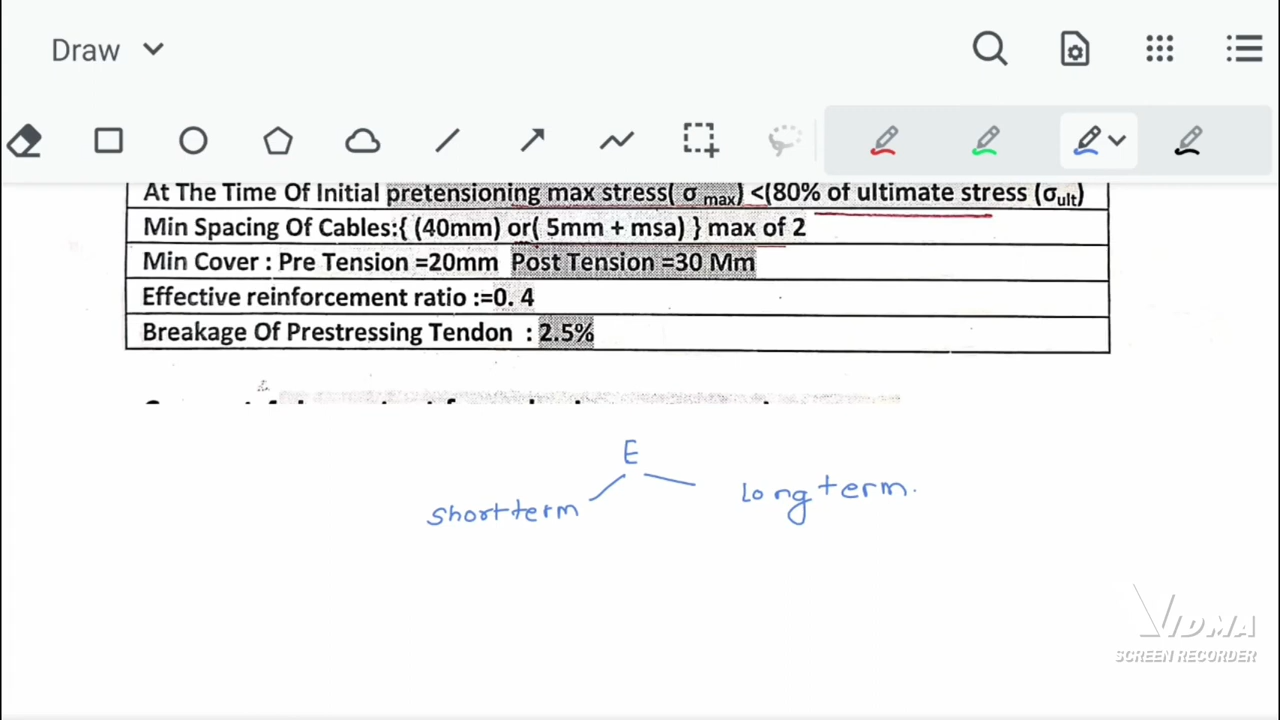 Draw
At The Time Of Initial pretensioning max stress( σ max) <(80% of ultimate stress (σult)
Min Spacing Of Cables:{ (40mm) or( 5mm + msa) } max of 2
Min Cover : Pre Tension =20mm Post Tension =30 Mm
Effective reinforcement ratio :=0. 4
Breakage Of Prestressing Tendon : 2.5%
E
short term
long term.
VIDMA
SCREEN RECORDER